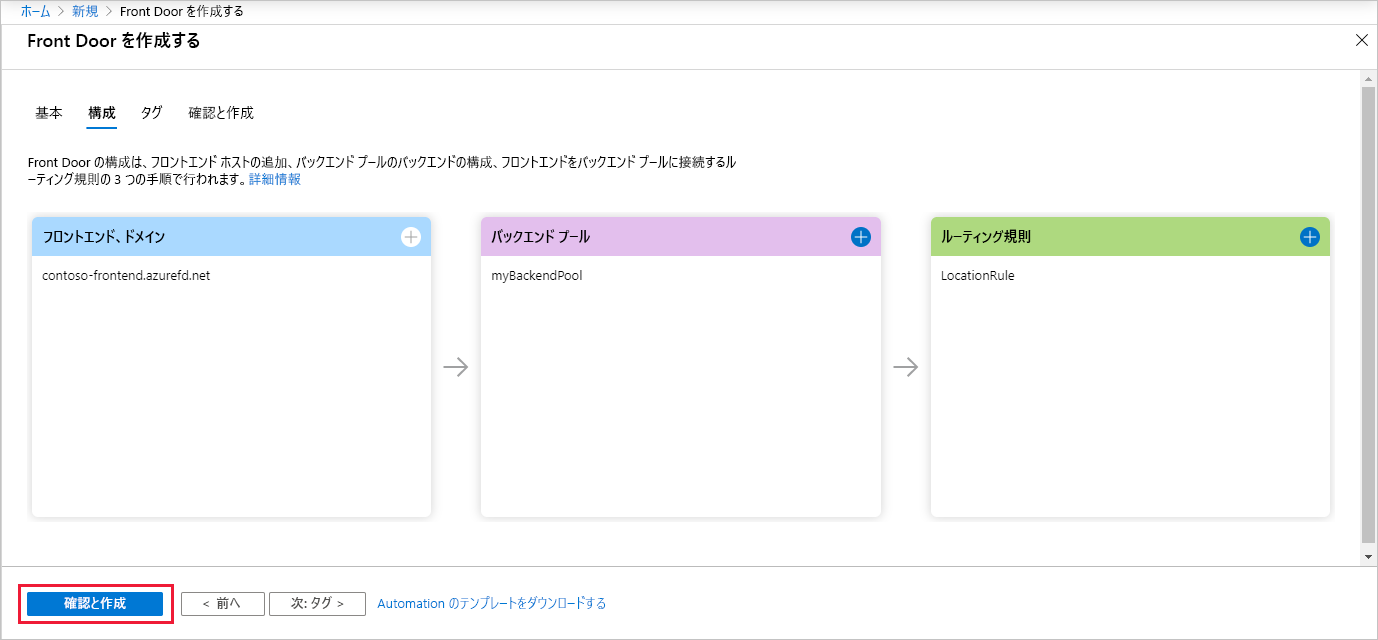 ホーム > 新規 > Front Door を作成する
Front Door を作成する
基本 構成 タグ 確認と作成
Front Door の構成は、フロントエンド ホストの追加、バックエンド プールのバックエンドの構成、フロントエンドをバックエンド プールに接続するル
ーティング規則の 3 つの手順で行われます。詳細情報
フロントエンド、ドメイン
contoso-frontend.azurefd.net
バックエンド プール
myBackendPool
ルーティング規則
LocationRule
確認と作成 < 前へ 次: タグ > Automation のテンプレートをダウンロードする